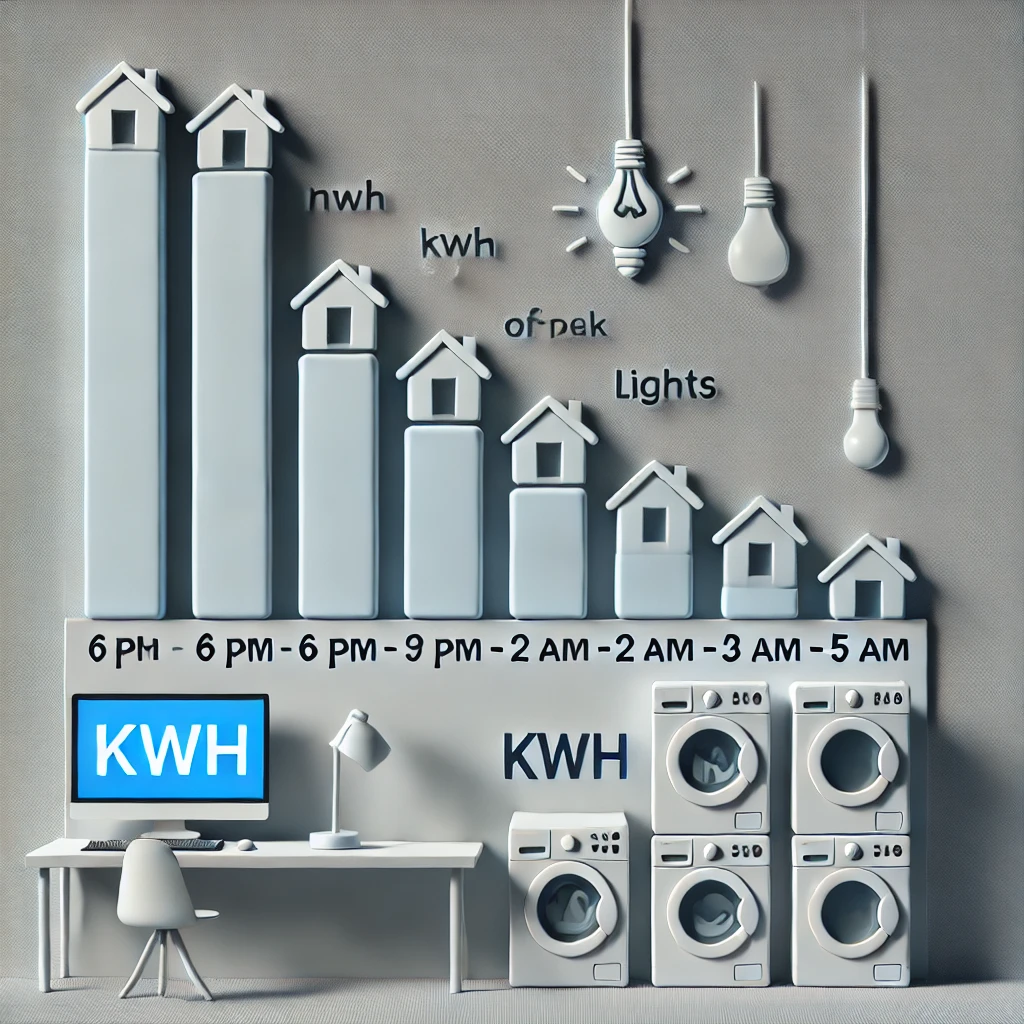 nwh
kwh
of-pek
Lights
6 PH - 6 PM - 6 PM - 9 PM - 2 AM - 2 AM - 3 AM - 5 AM
KWH
KWH